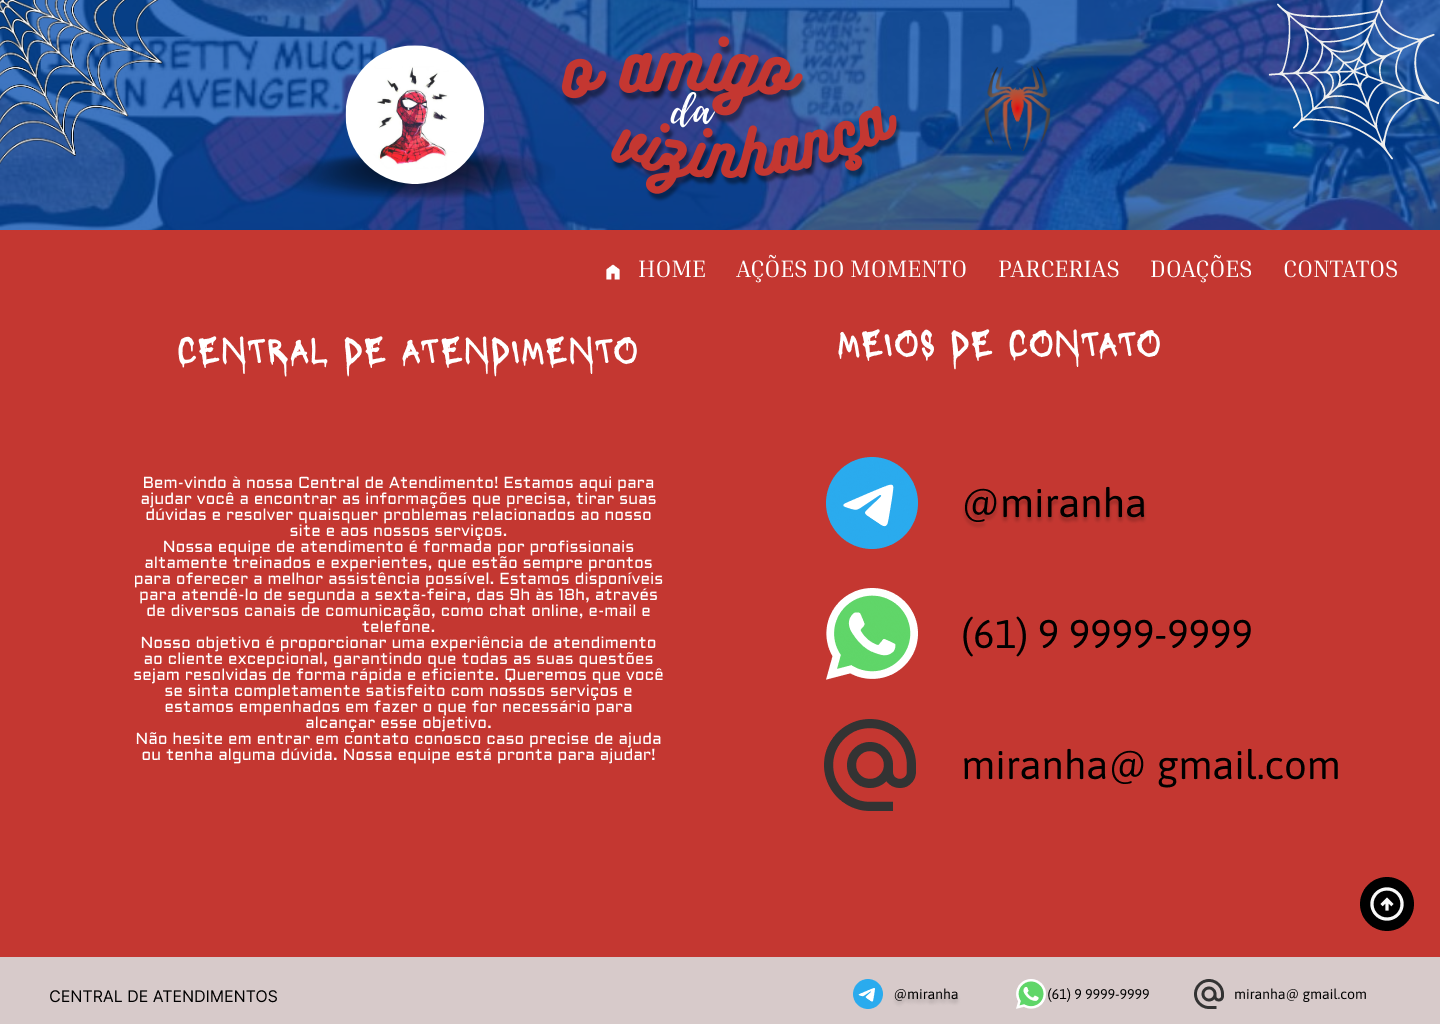 PRETTY MUCH
AN AVENGER.
o amigo
da
vizinhança
HOME AÇÕES DO MOMENTO PARCERIAS DOAÇÕES CONTATOS
CENTRAL DE ATENDIMENTO
Bem-vindo à nossa Central de Atendimento! Estamos aqui para
ajudar você a encontrar as informações que precisa, tirar suas
dúvidas e resolver quaisquer problemas relacionados ao nosso
site e aos nossos serviços.
Nossa equipe de atendimento é formada por profissionais
altamente treinados e experientes, que estão sempre prontos
para oferecer a melhor assistência possível. Estamos disponíveis
para atendê-lo de segunda a sexta-feira, das 9h às 18h, através
de diversos canais de comunicação, como chat online, e-mail e
telefone.
Nosso objetivo é proporcionar uma experiência de atendimento
ao cliente excepcional, garantindo que todas as suas questões
sejam resolvidas de forma rápida e eficiente. Queremos que você
se sinta completamente satisfeito com nossos serviços e
estamos empenhados em fazer o que for necessário para
alcançar esse objetivo.
Não hesite em entrar em contato conosco caso precise de ajuda
ou tenha alguma dúvida. Nossa equipe está pronta para ajudar!
MEIOS DE CONTATO
@miranha
(61) 9 9999-9999
miranha@ gmail.com
CENTRAL DE ATENDIMENTOS
@miranha
(61) 9 9999-9999
miranha@ gmail.com